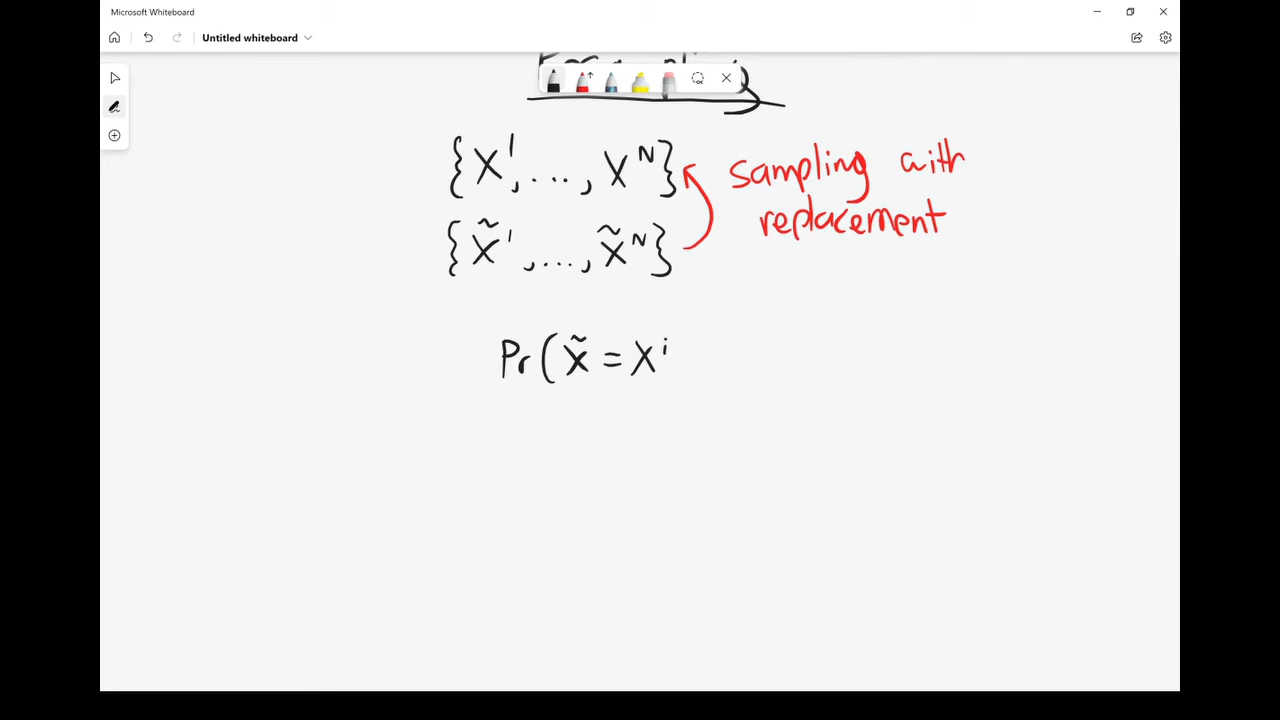 Microsoft Whiteboard
Untitled whiteboard
{X¹,...,X^N}
sampling with
replacement
{X̃¹,...,X̃^N}
Pr(X̃ = Xⁱ